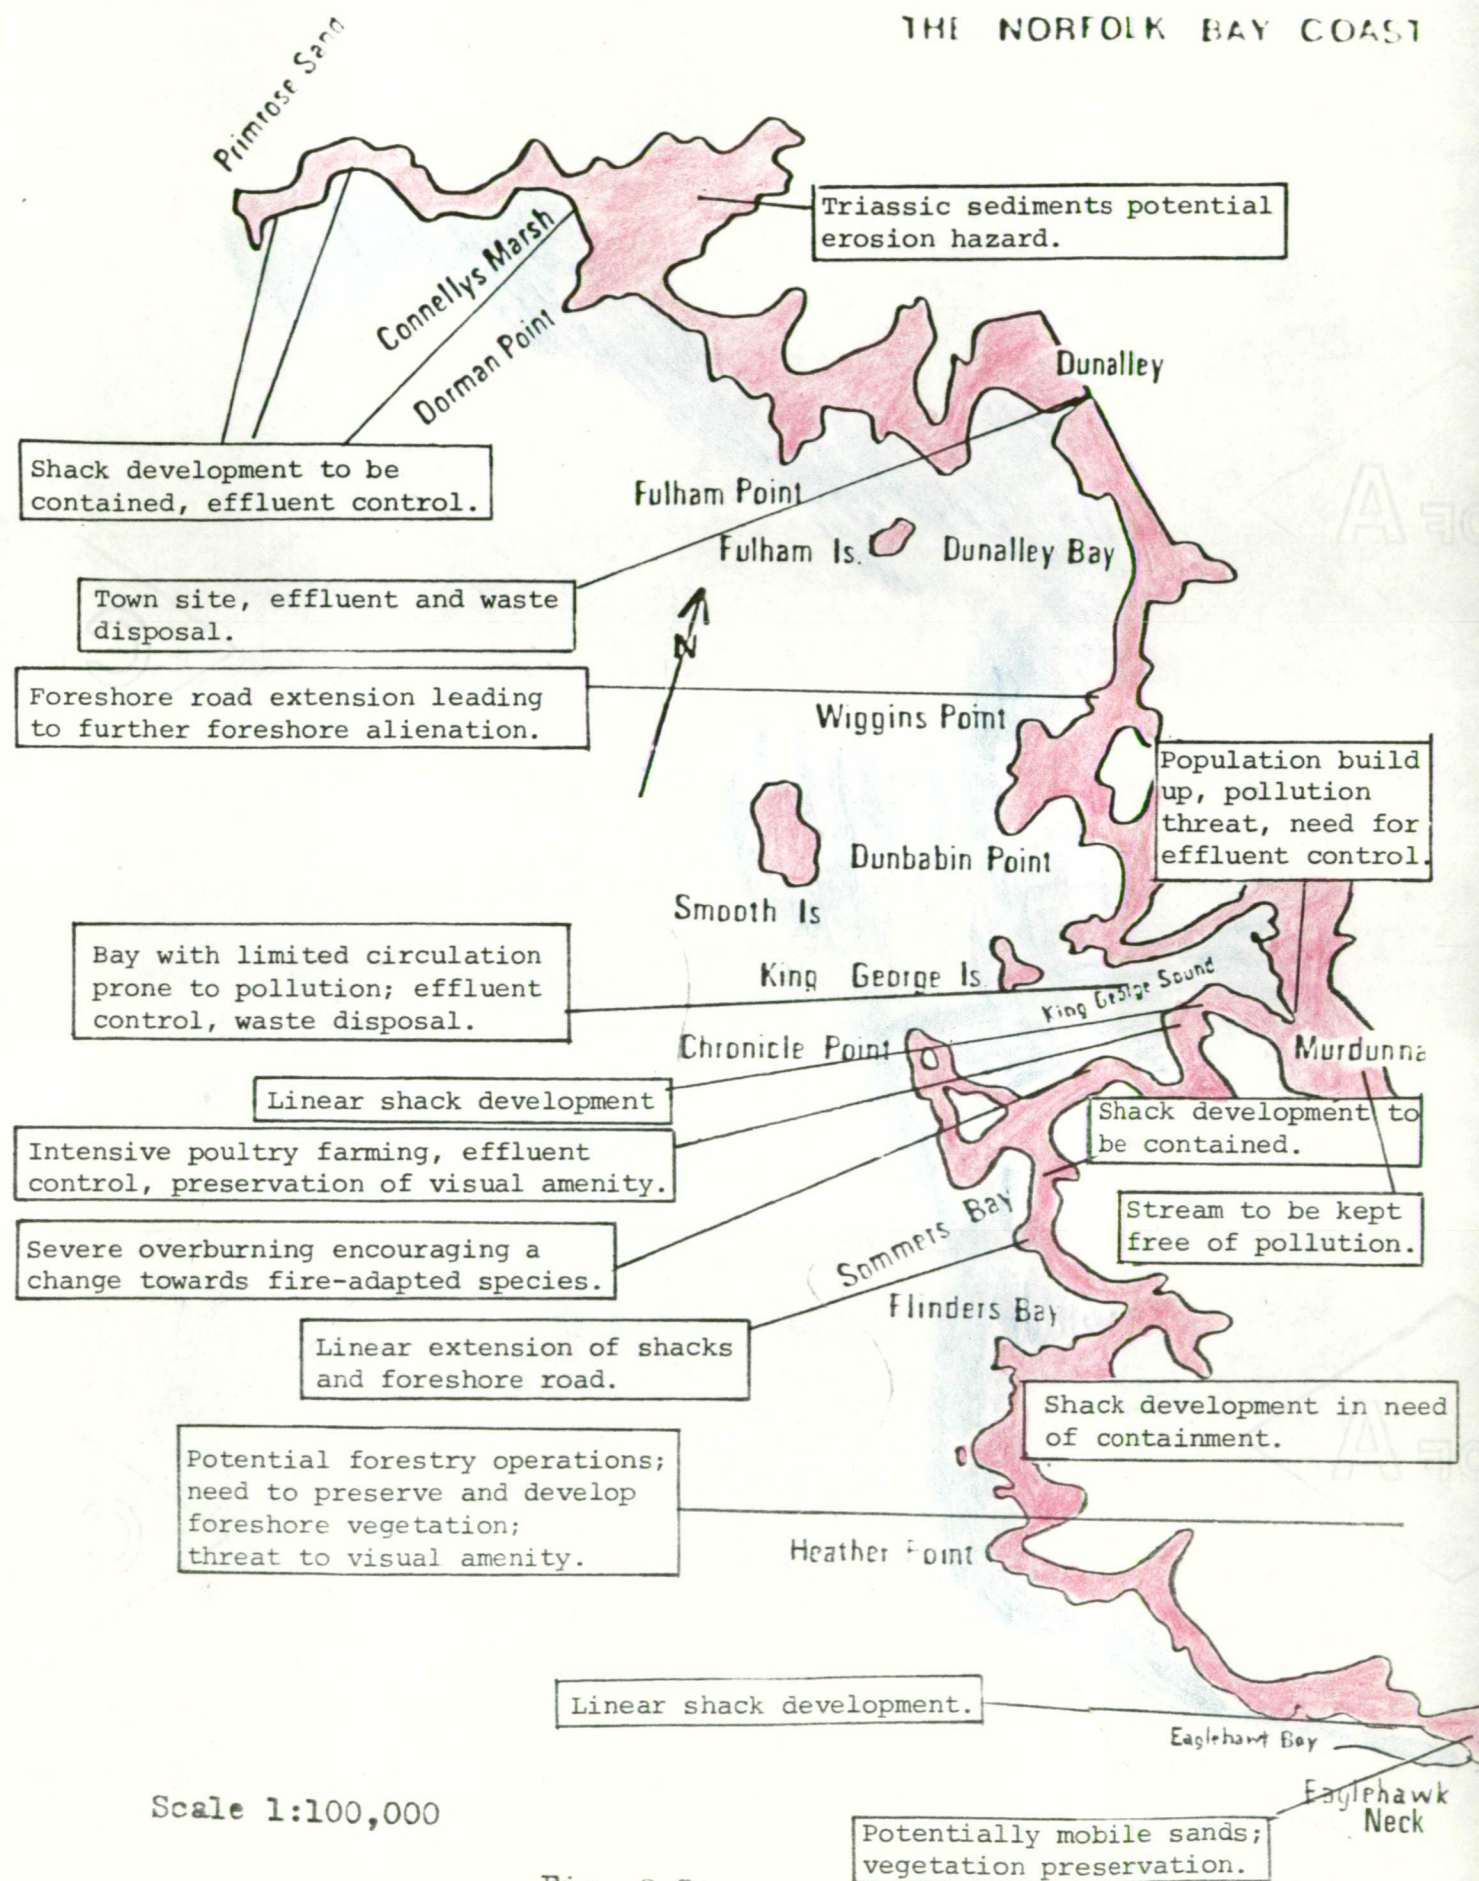 THE NORFOLK BAY COAST
Primrose Sand
Triassic sediments potential
erosion hazard.
Connellys Marsh
Dorman Point
Dunalley
Shack development to be
contained, effluent control.
Fulham Point
Fulham Is.
Dunalley Bay
Town site, effluent and waste
disposal.
N
Foreshore road extension leading
to further foreshore alienation.
Wiggins Point
Population build
up, pollution
threat, need for
effluent control.
Dunbabin Point
Smooth Is
Bay with limited circulation
prone to pollution; effluent
control, waste disposal.
King George Is.
King George Sound
Chronicle Point
Murdunna
Linear shack development
Shack development to
be contained.
Intensive poultry farming, effluent
control, preservation of visual amenity.
Stream to be kept
free of pollution.
Sommers Bay
Severe overburning encouraging a
change towards fire-adapted species.
Flinders Bay
Linear extension of shacks
and foreshore road.
Shack development in need
of containment.
Potential forestry operations;
need to preserve and develop
foreshore vegetation;
threat to visual amenity.
Heather Point
Linear shack development.
Eaglehawk Bay
Eaglehawk
Neck
Scale 1:100,000
Potentially mobile sands;
vegetation preservation.